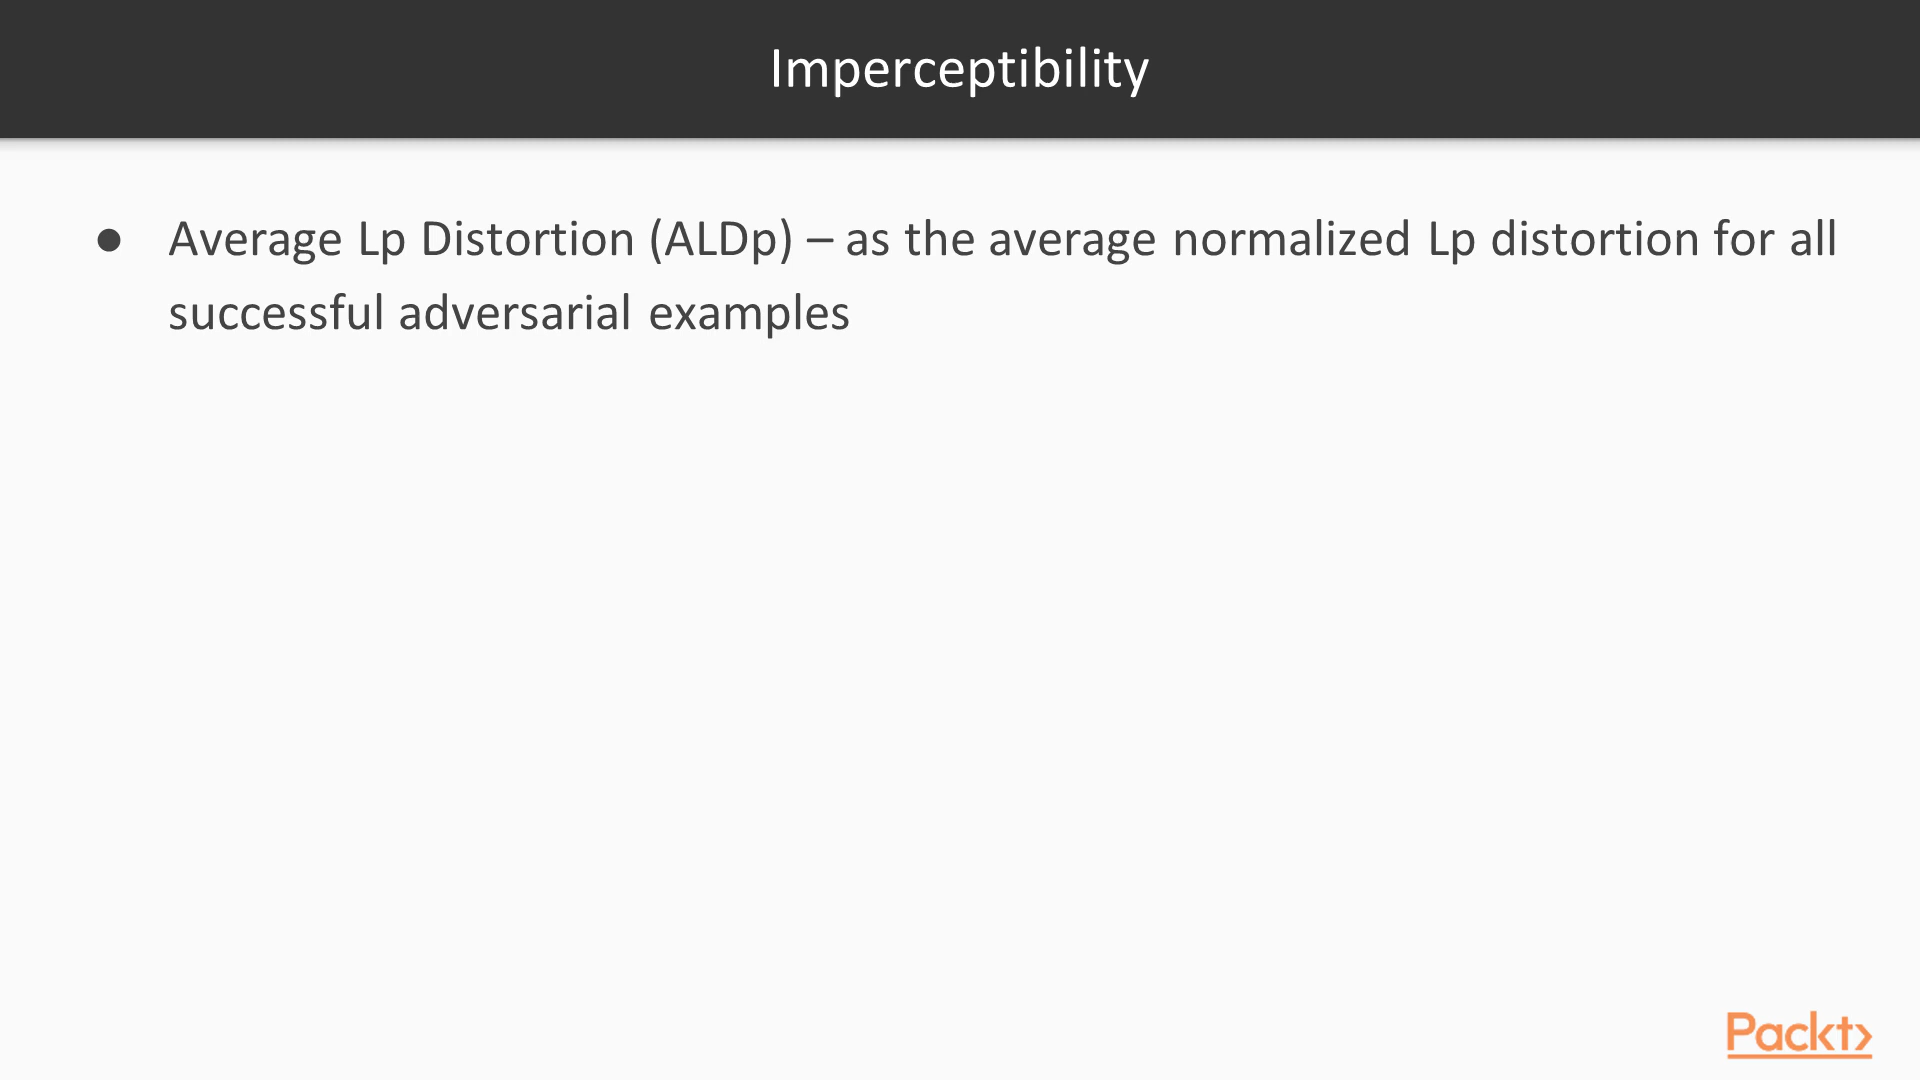 Imperceptibility
● Average Lp Distortion (ALDp) – as the average normalized Lp distortion for all
successful adversarial examples
Packt>